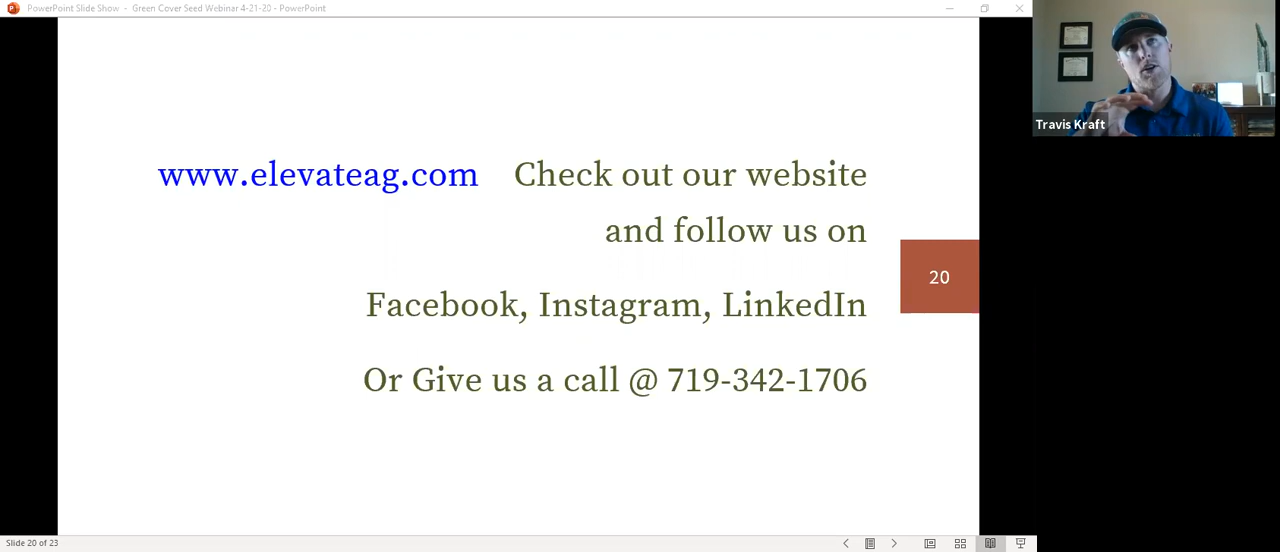 PowerPoint Slide Show - Green Cover Seed Webinar 4-21-20 - PowerPoint
Travis Kraft
www.elevateag.com Check out our website
and follow us on
20
Facebook, Instagram, LinkedIn
Or Give us a call @ 719-342-1706
Slide 20 of 23